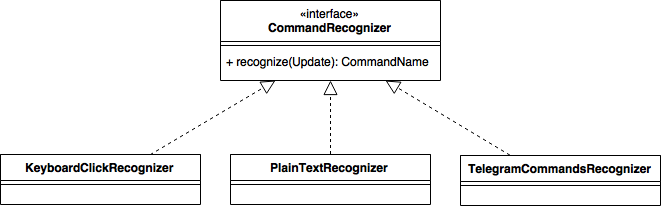 «interface»
CommandRecognizer
+ recognize(Update): CommandName
KeyboardClickRecognizer
PlainTextRecognizer
TelegramCommandsRecognizer